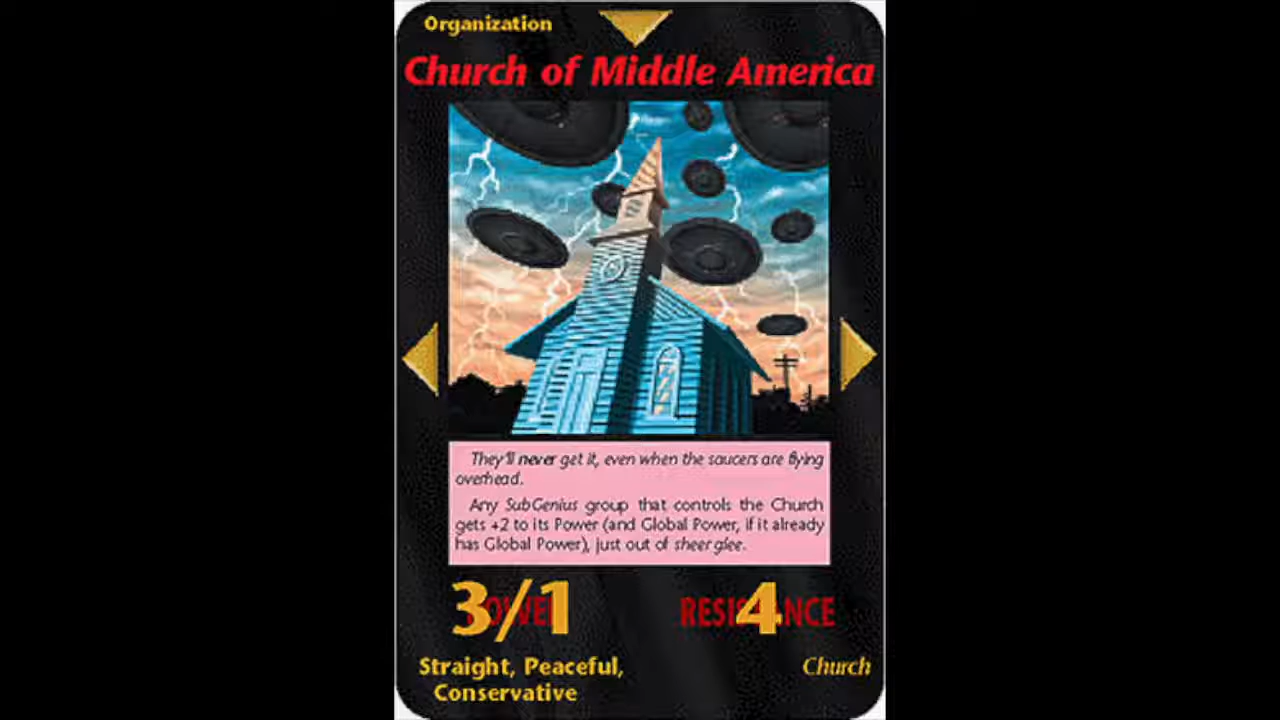 Organization
Church of Middle America
They'll never get it, even when the saucers are flying
overhead.
Any SubGenius group that controls the Church
gets +2 to its Power (and Global Power, if it already
has Global Power), just out of sheer glee.
3/1 POWER RESISTANCE 4
Straight, Peaceful, Church
Conservative